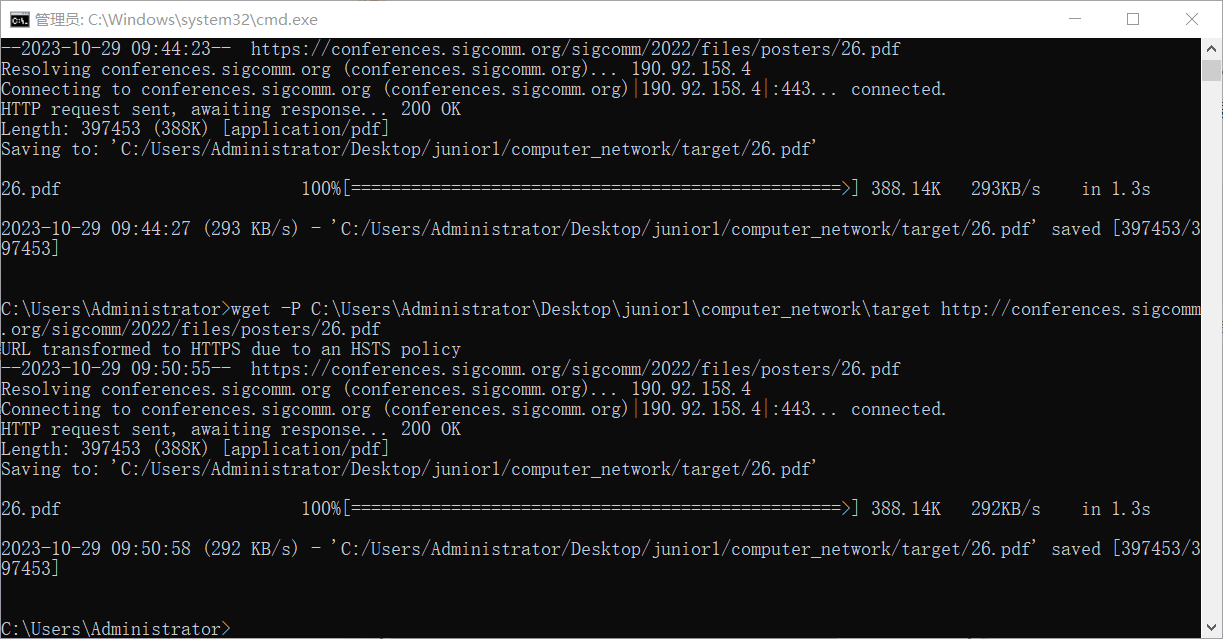 管理员: C:\Windows\system32\cmd.exe
--2023-10-29 09:44:23--  https://conferences.sigcomm.org/sigcomm/2022/files/posters/26.pdf
Resolving conferences.sigcomm.org (conferences.sigcomm.org)... 190.92.158.4
Connecting to conferences.sigcomm.org (conferences.sigcomm.org)|190.92.158.4|:443... connected.
HTTP request sent, awaiting response... 200 OK
Length: 397453 (388K) [application/pdf]
Saving to: 'C:/Users/Administrator/Desktop/junior1/computer_network/target/26.pdf'
26.pdf                        100%[=================================================>] 388.14K   293KB/s    in 1.3s
2023-10-29 09:44:27 (293 KB/s) - 'C:/Users/Administrator/Desktop/junior1/computer_network/target/26.pdf' saved [397453/3
97453]
C:\Users\Administrator>wget -P C:\Users\Administrator\Desktop\junior1\computer_network\target http://conferences.sigcomm
.org/sigcomm/2022/files/posters/26.pdf
URL transformed to HTTPS due to an HSTS policy
--2023-10-29 09:50:55--  https://conferences.sigcomm.org/sigcomm/2022/files/posters/26.pdf
Resolving conferences.sigcomm.org (conferences.sigcomm.org)... 190.92.158.4
Connecting to conferences.sigcomm.org (conferences.sigcomm.org)|190.92.158.4|:443... connected.
HTTP request sent, awaiting response... 200 OK
Length: 397453 (388K) [application/pdf]
Saving to: 'C:/Users/Administrator/Desktop/junior1/computer_network/target/26.pdf'
26.pdf                        100%[=================================================>] 388.14K   292KB/s    in 1.3s
2023-10-29 09:50:58 (292 KB/s) - 'C:/Users/Administrator/Desktop/junior1/computer_network/target/26.pdf' saved [397453/3
97453]
C:\Users\Administrator>